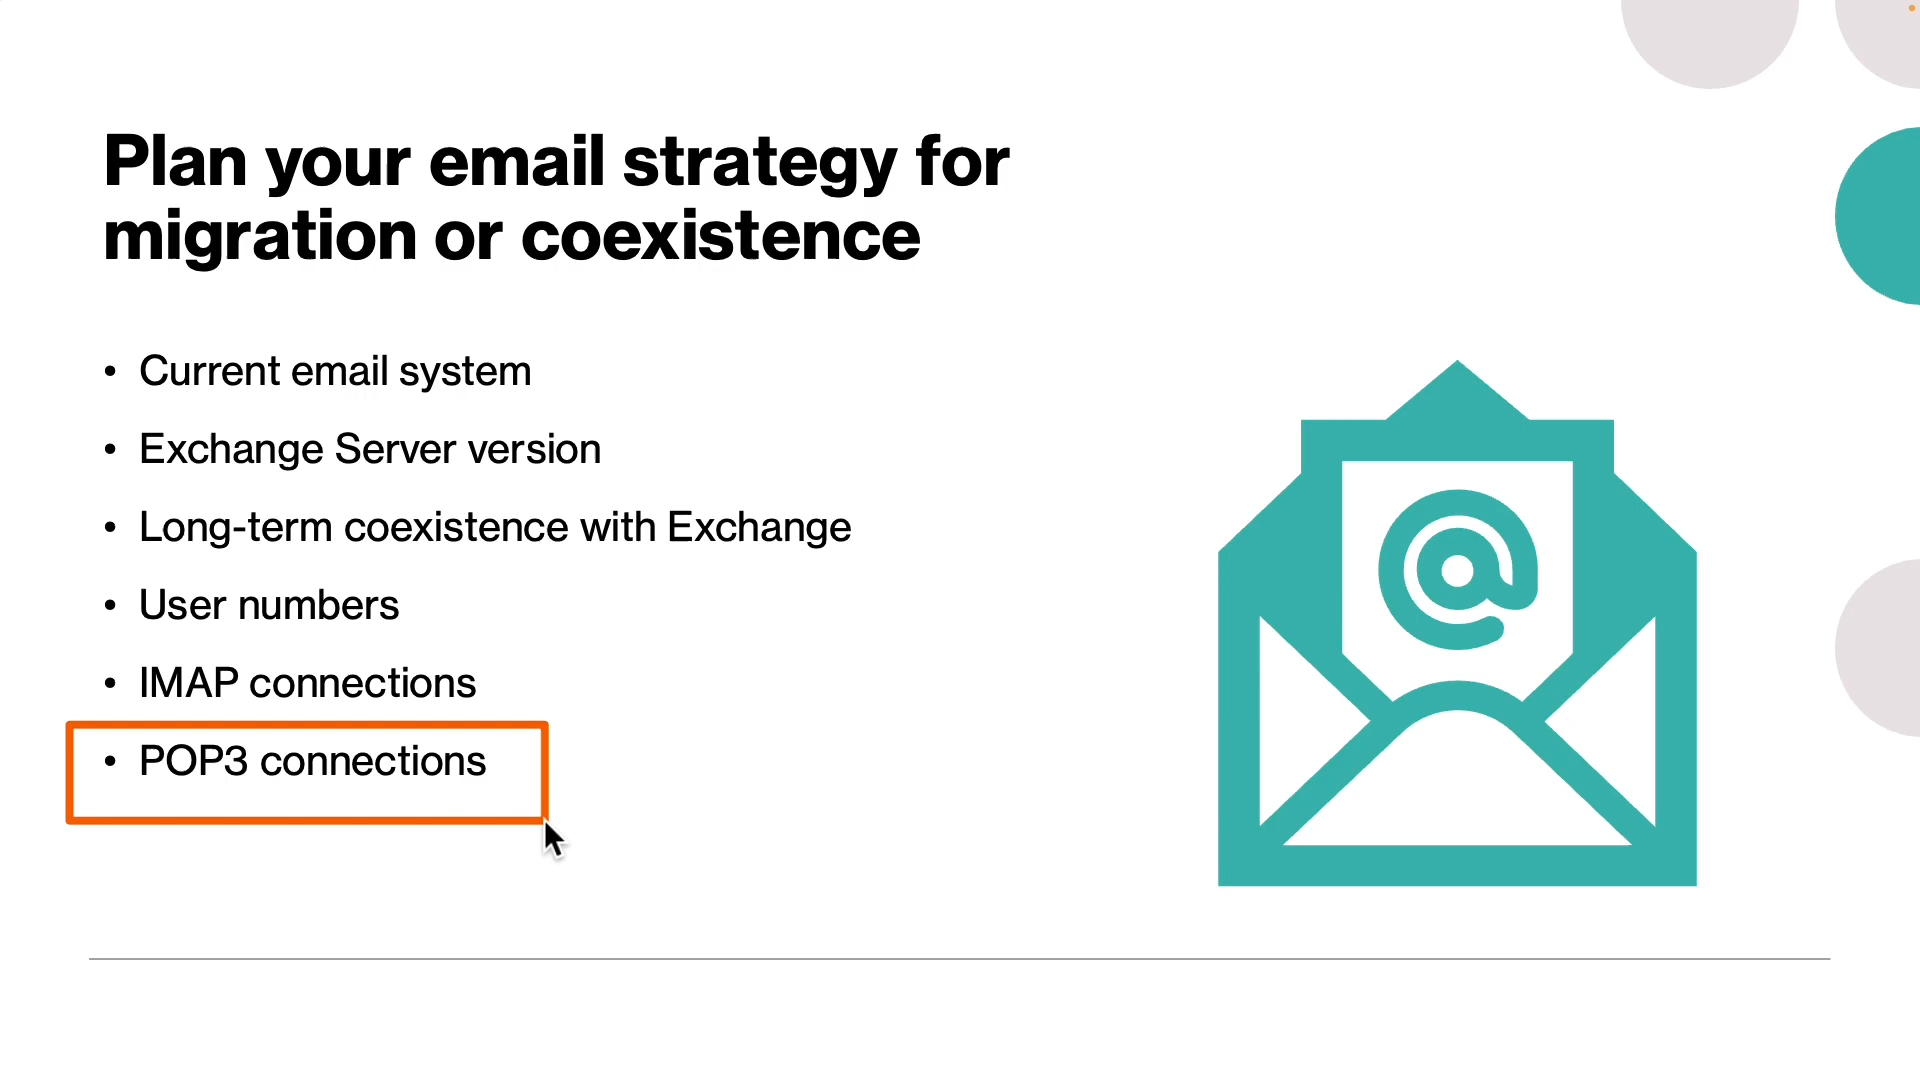 Plan your email strategy for
migration or coexistence
• Current email system
• Exchange Server version
• Long-term coexistence with Exchange
• User numbers
• IMAP connections
• POP3 connections